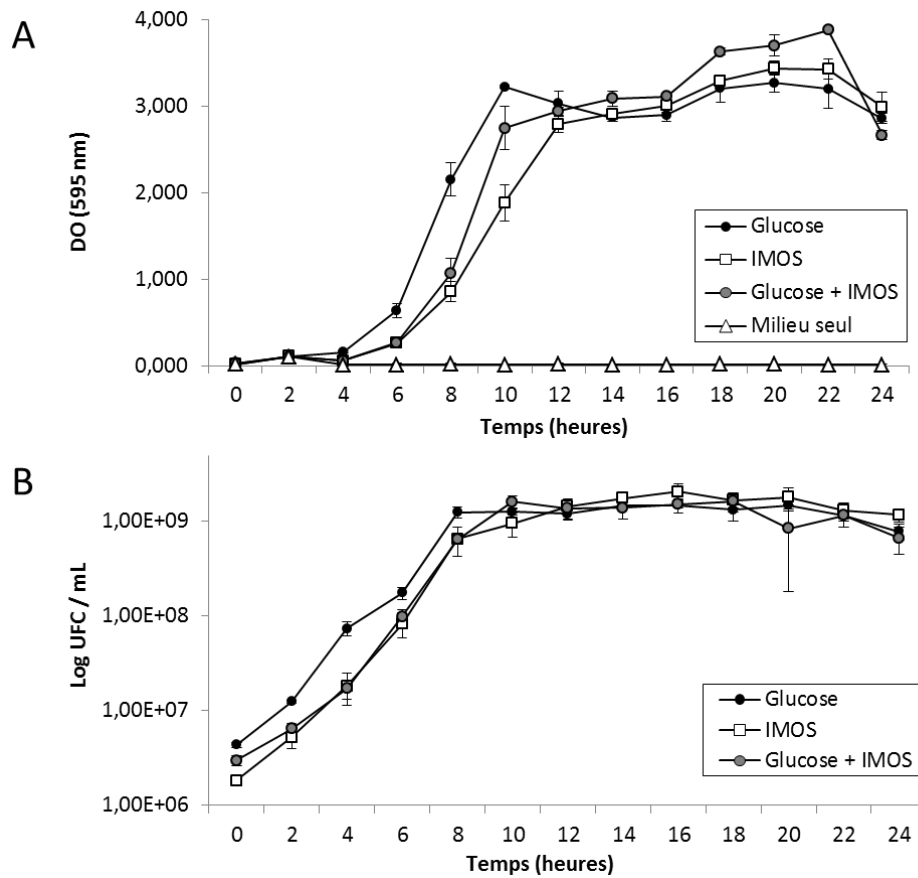 A
4,000
3,000
2,000
1,000
0,000
DO (595 nm)
Glucose
IMOS
Glucose + IMOS
Milieu seul
0 2 4 6 8 10 12 14 16 18 20 22 24
Temps (heures)
B
1,00E+09
1,00E+08
1,00E+07
1,00E+06
Log UFC / mL
Glucose
IMOS
Glucose + IMOS
0 2 4 6 8 10 12 14 16 18 20 22 24
Temps (heures)